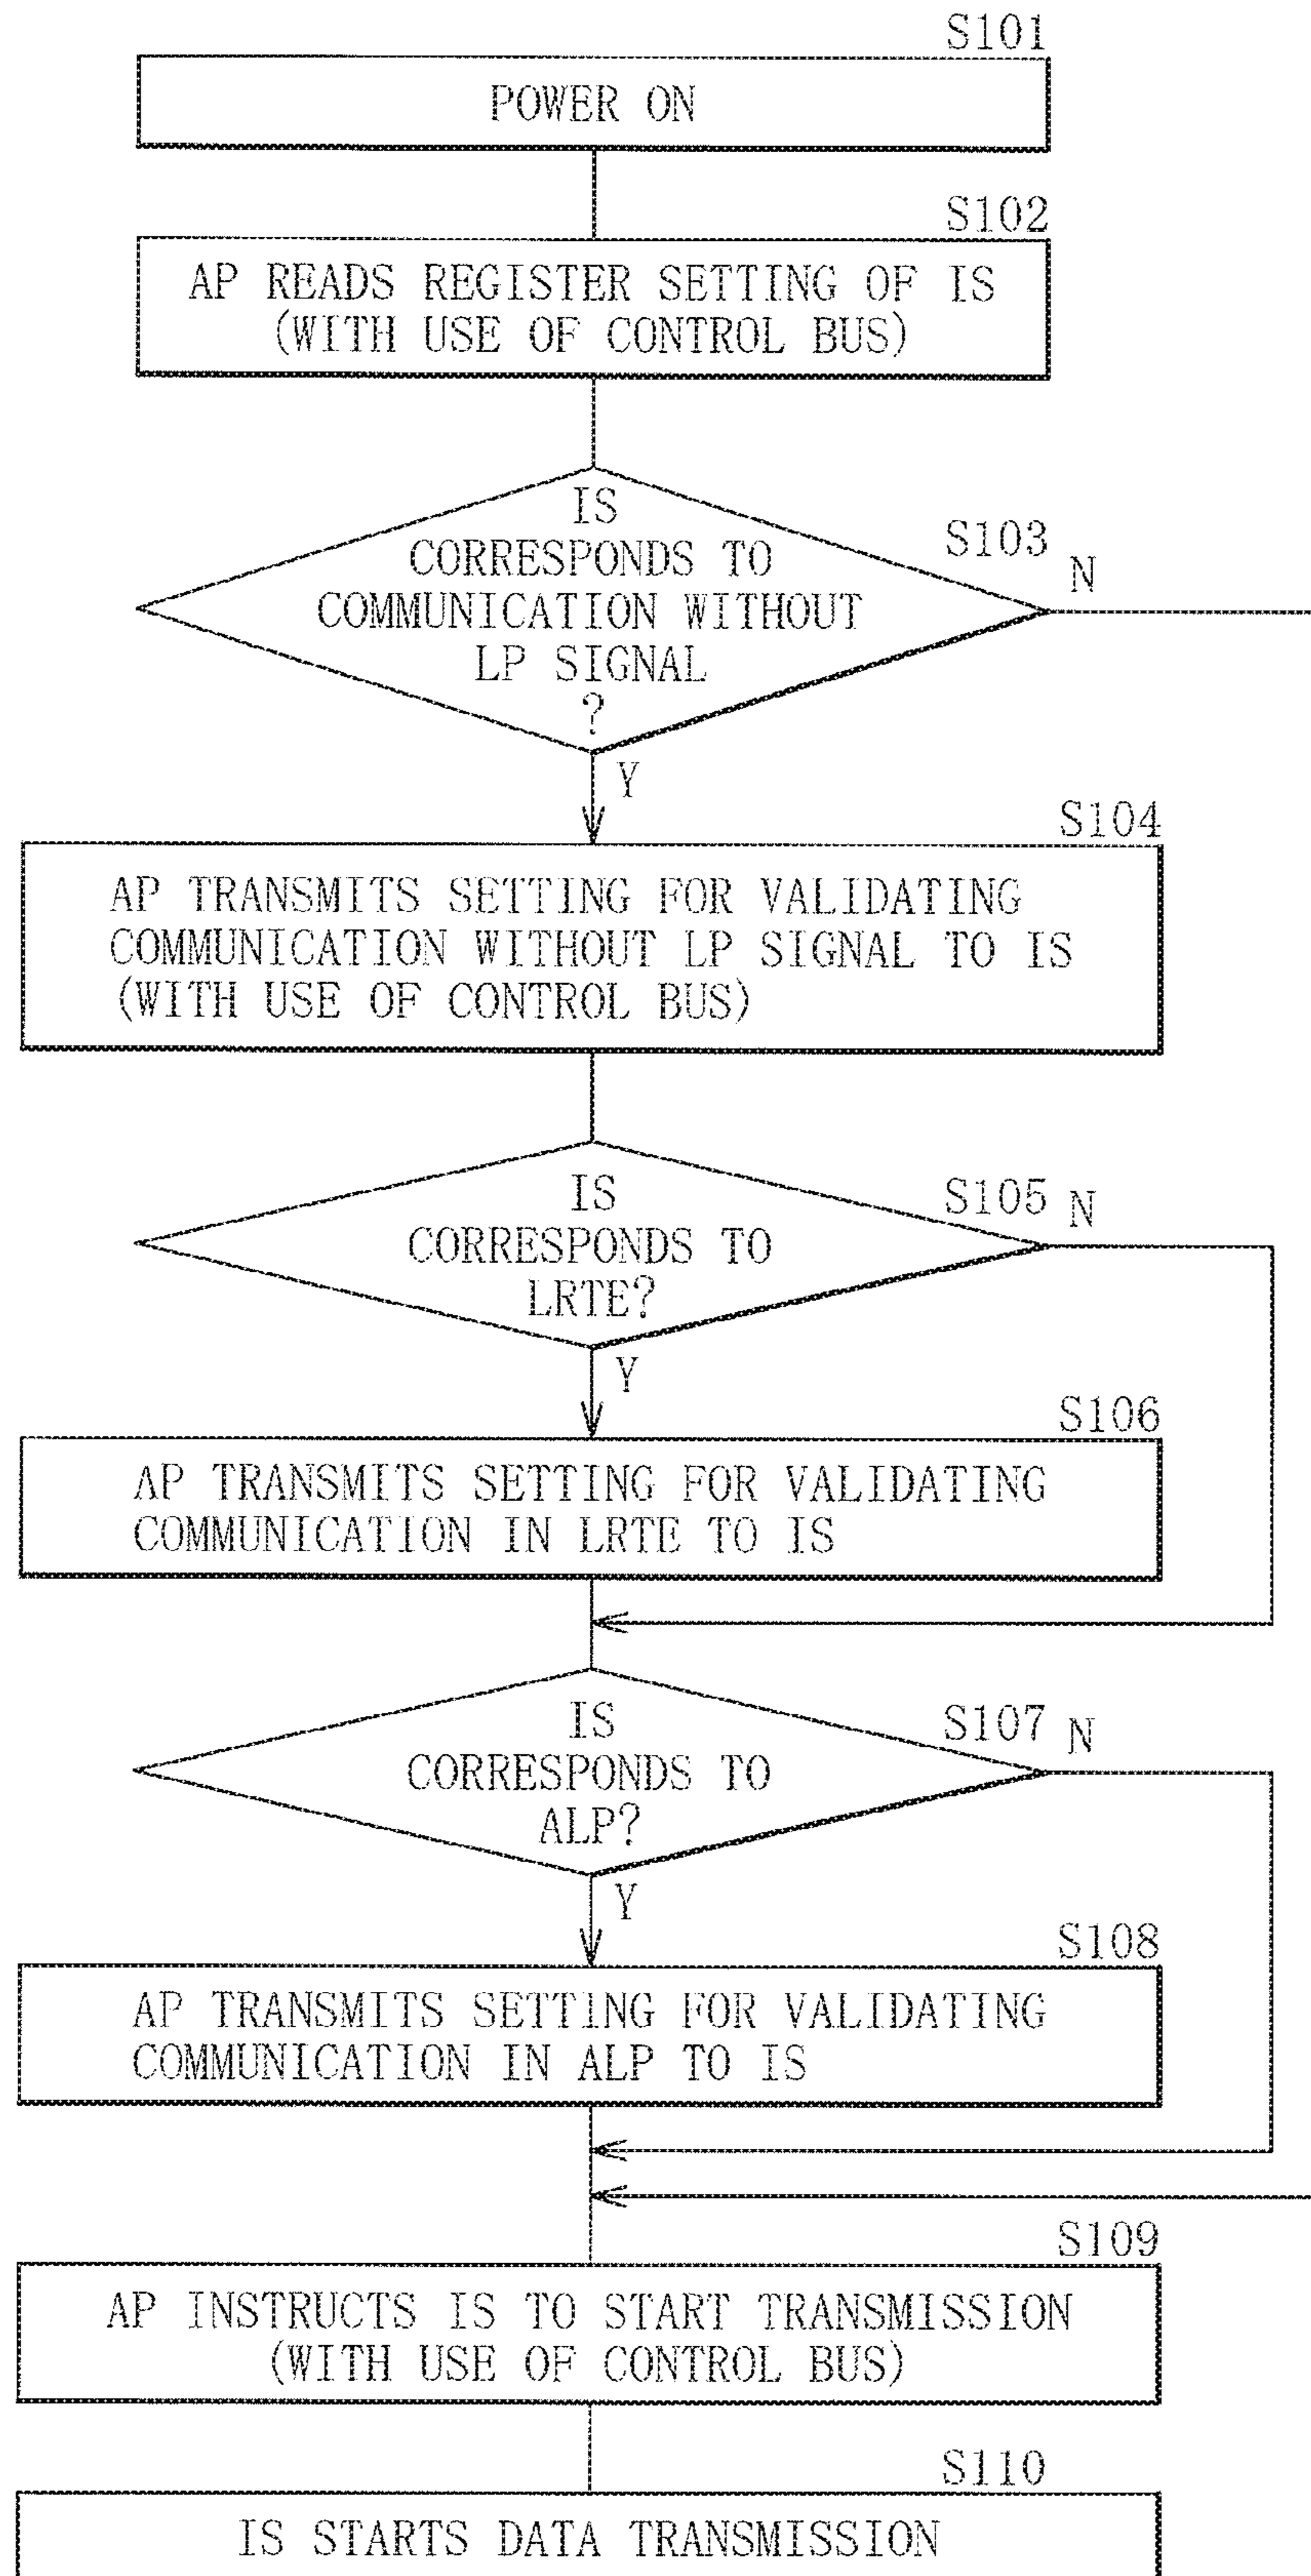 S101
POWER ON
S102
AP READS REGISTER SETTING OF IS
(WITH USE OF CONTROL BUS)
S103
IS
CORRESPONDS TO
COMMUNICATION WITHOUT
LP SIGNAL
?
N
Y
S104
AP TRANSMITS SETTING FOR VALIDATING
COMMUNICATION WITHOUT LP SIGNAL TO IS
(WITH USE OF CONTROL BUS)
S105
IS
CORRESPONDS TO
LRTE?
N
Y
S106
AP TRANSMITS SETTING FOR VALIDATING
COMMUNICATION IN LRTE TO IS
S107
IS
CORRESPONDS TO
ALP?
N
Y
S108
AP TRANSMITS SETTING FOR VALIDATING
COMMUNICATION IN ALP TO IS
S109
AP INSTRUCTS IS TO START TRANSMISSION
(WITH USE OF CONTROL BUS)
S110
IS STARTS DATA TRANSMISSION